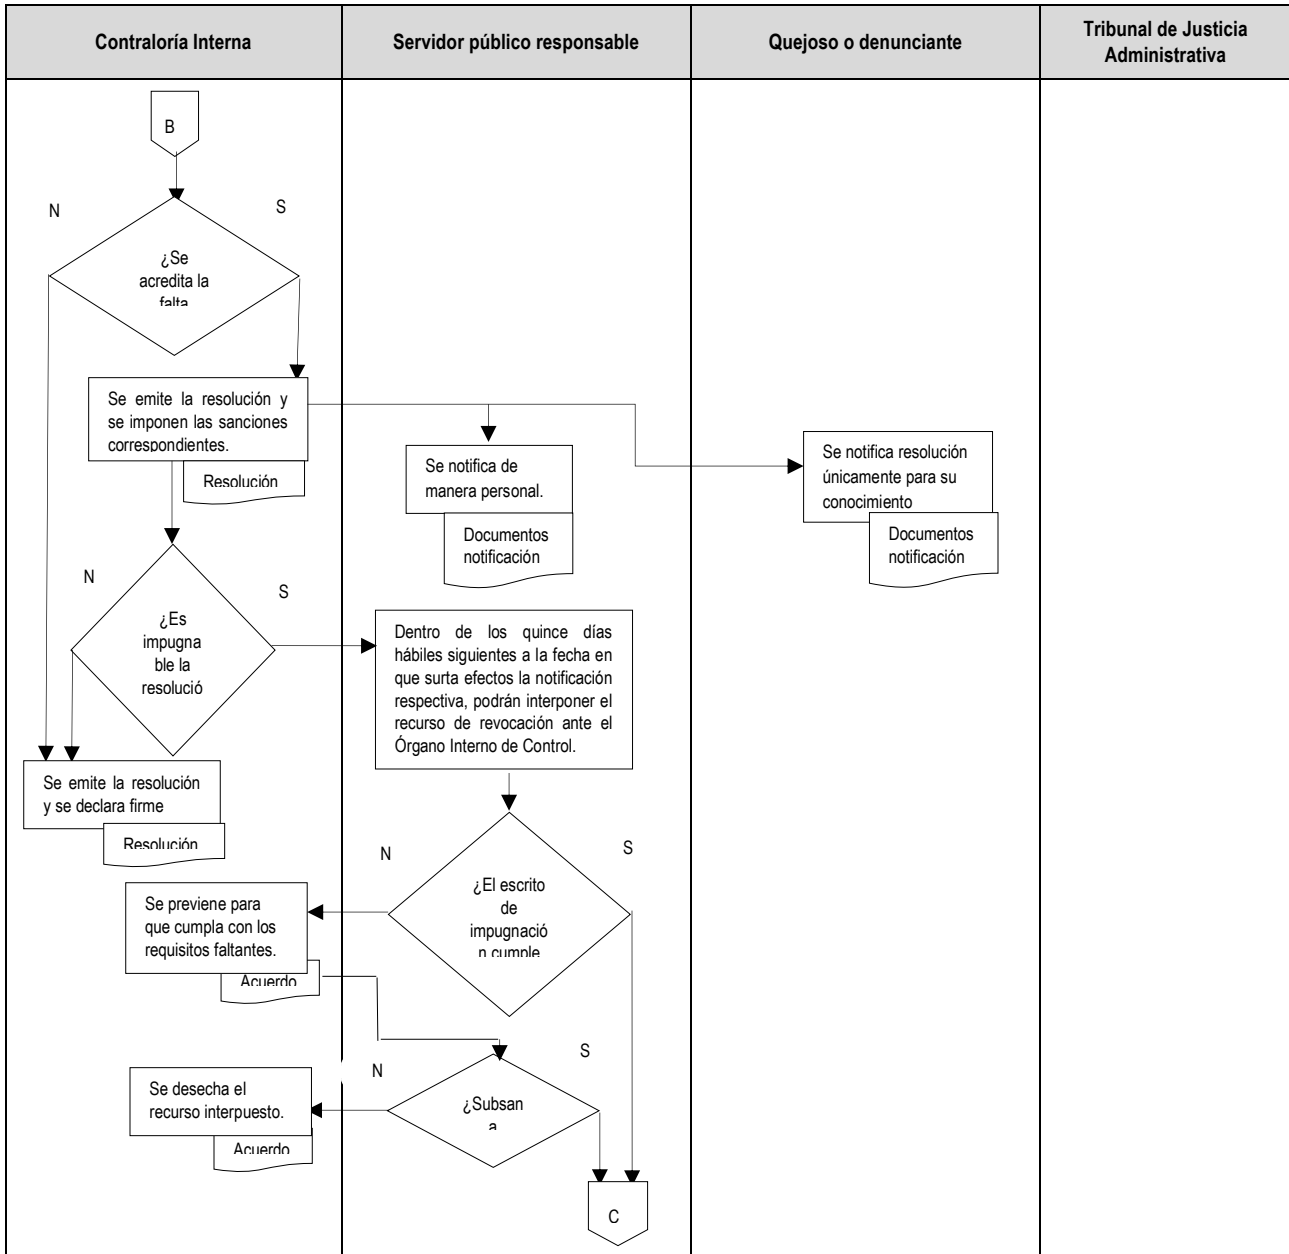 Contraloría Interna
Servidor público responsable
Quejoso o denunciante
Tribunal de Justicia
Administrativa
B
N
S
¿Se
acredita la
falta
Se emite la resolución y
se imponen las sanciones
correspondientes.
Resolución
Se notifica de
manera personal.
Documentos
notificación
Se notifica resolución
únicamente para su
conocimiento
Documentos
notificación
N
S
¿Es
impugna
ble la
resolució
Dentro de los quince días
hábiles siguientes a la fecha en
que surta efectos la notificación
respectiva, podrán interponer el
recurso de revocación ante el
Órgano Interno de Control.
Se emite la resolución
y se declara firme
Resolución
N
S
¿El escrito
de
impugnació
n cumple
Se previene para
que cumpla con los
requisitos faltantes.
Acuerdo
N
S
¿Subsan
a
Se desecha el
recurso interpuesto.
Acuerdo
C